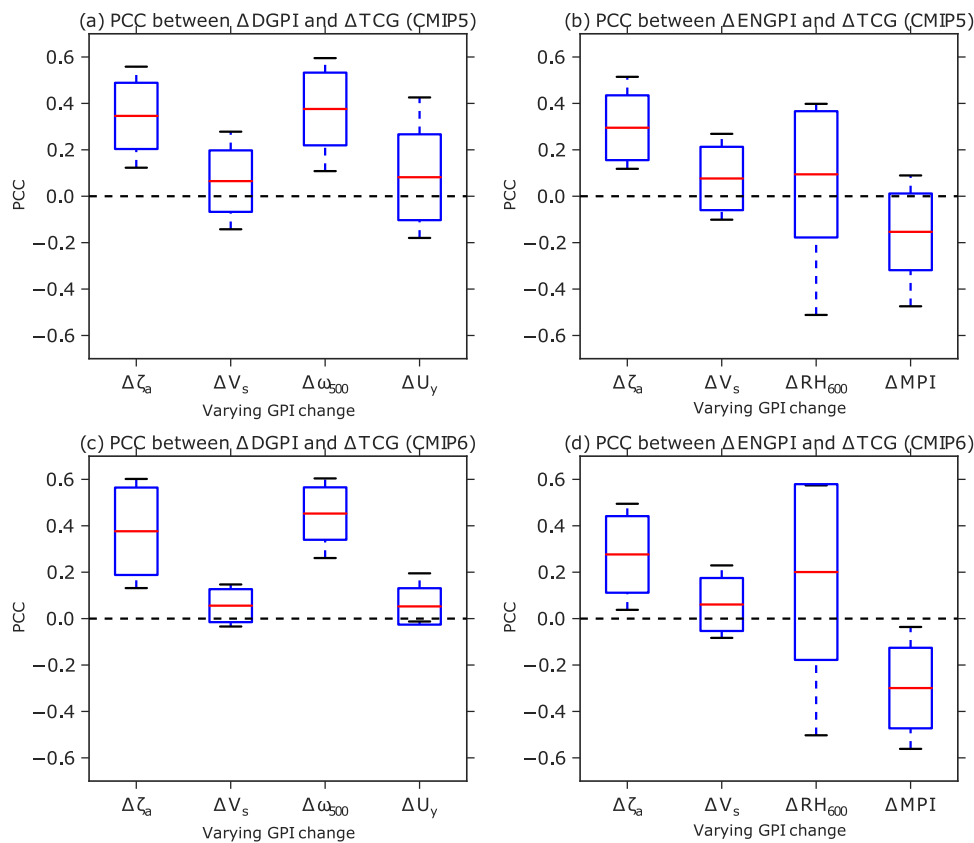 (a) PCC between ΔDGPI and ΔTCG (CMIP5)
0.6
0.4
0.2
0.0
−0.2
−0.4
−0.6
PCC
Δζa ΔVs Δω500 ΔUy
Varying GPI change
(b) PCC between ΔENGPI and ΔTCG (CMIP5)
0.6
0.4
0.2
0.0
−0.2
−0.4
−0.6
PCC
Δζa ΔVs ΔRH600 ΔMPI
Varying GPI change
(c) PCC between ΔDGPI and ΔTCG (CMIP6)
0.6
0.4
0.2
0.0
−0.2
−0.4
−0.6
PCC
Δζa ΔVs Δω500 ΔUy
Varying GPI change
(d) PCC between ΔENGPI and ΔTCG (CMIP6)
0.6
0.4
0.2
0.0
−0.2
−0.4
−0.6
PCC
Δζa ΔVs ΔRH600 ΔMPI
Varying GPI change